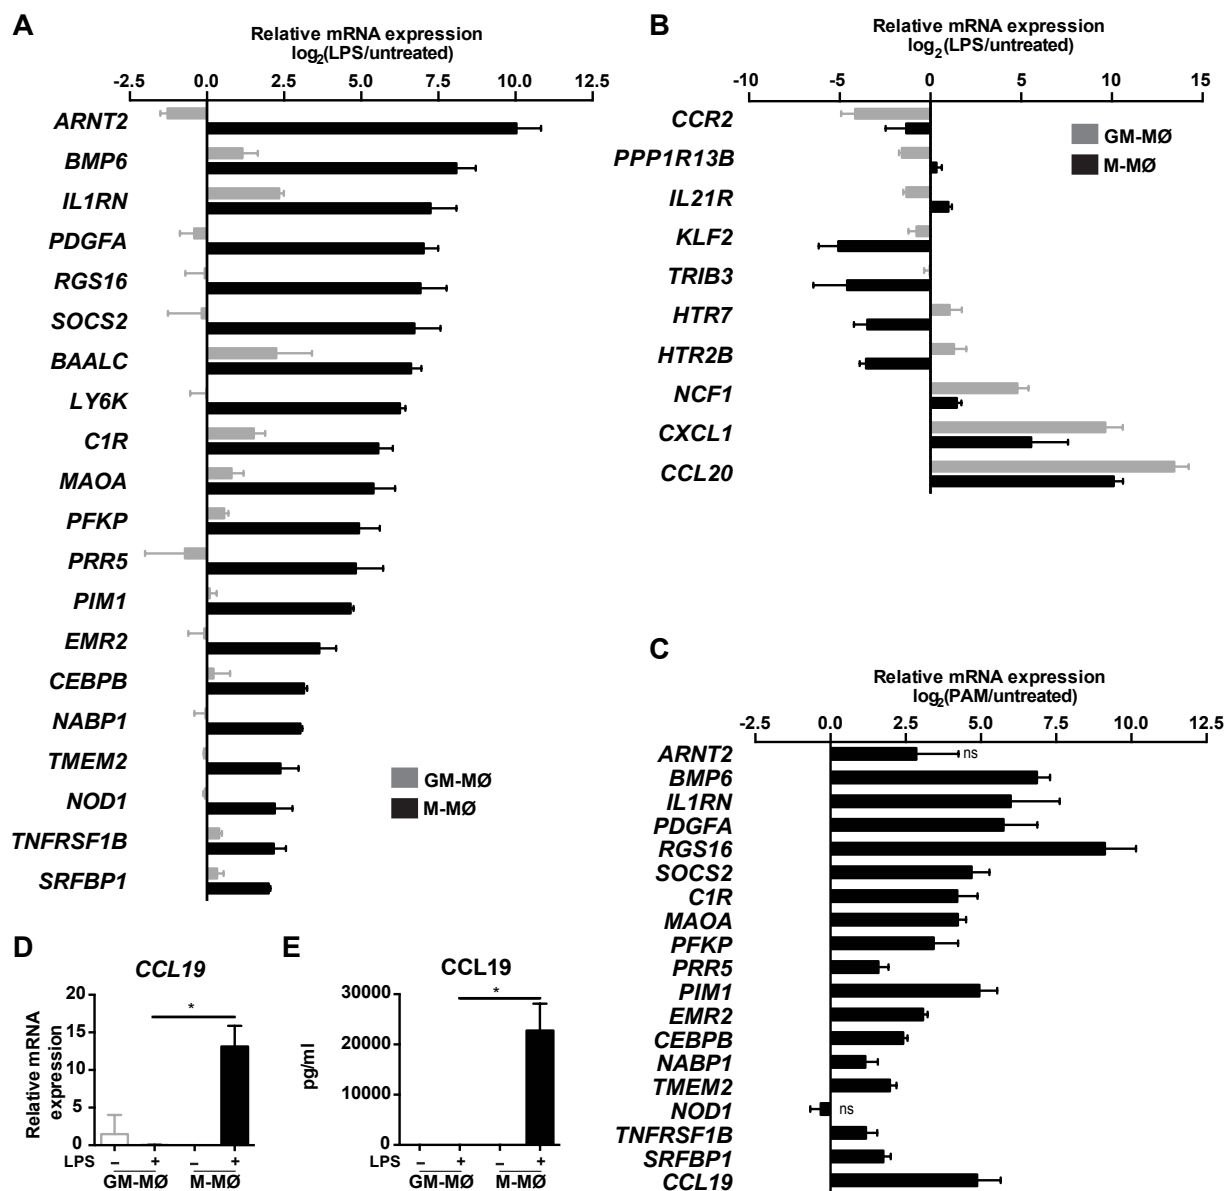 A
Relative mRNA expression
log2(LPS/untreated)
-2.5 0.0 2.5 5.0 7.5 10.0 12.5
ARNT2
BMP6
IL1RN
PDGFA
RGS16
SOCS2
BAALC
LY6K
C1R
MAOA
PFKP
PRR5
PIM1
EMR2
CEBPB
NABP1
TMEM2
NOD1
TNFRSF1B
SRFBP1
GM-MØ
M-MØ
B
Relative mRNA expression
log2(LPS/untreated)
-10 -5 0 5 10 15
CCR2
PPP1R13B
IL21R
KLF2
TRIB3
HTR7
HTR2B
NCF1
CXCL1
CCL20
GM-MØ
M-MØ
C
Relative mRNA expression
log2(PAM/untreated)
-2.5 0.0 2.5 5.0 7.5 10.0 12.5
ARNT2 ns
BMP6
IL1RN
PDGFA
RGS16
SOCS2
C1R
MAOA
PFKP
PRR5
PIM1
EMR2
CEBPB
NABP1
TMEM2
NOD1 ns
TNFRSF1B
SRFBP1
CCL19
D
CCL19
Relative mRNA
expression
20
15
10
5
0
*
LPS – + – +
GM-MØ M-MØ
E
CCL19
pg/ml
30000
20000
10000
0
*
LPS – + – +
GM-MØ M-MØ